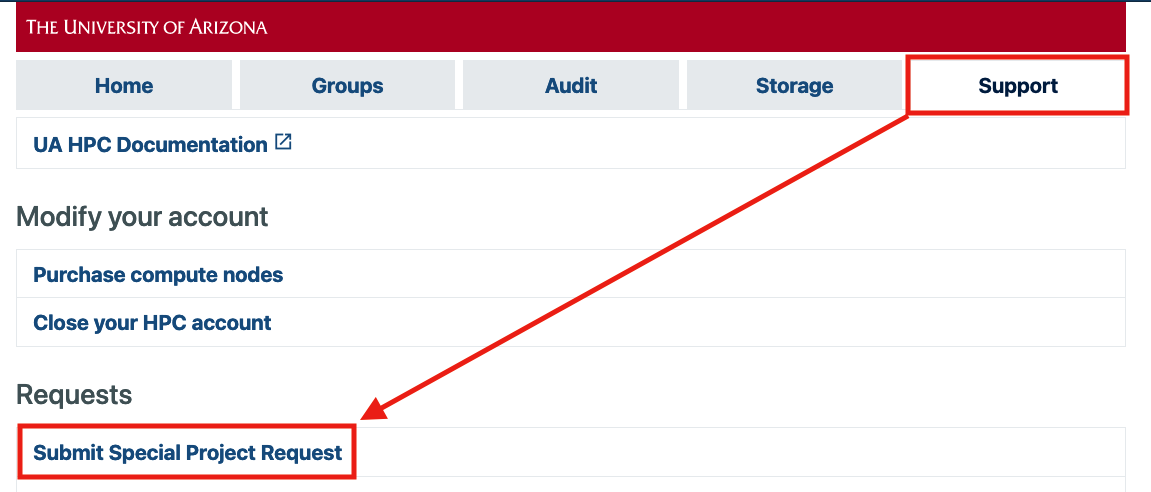 THE UNIVERSITY OF ARIZONA
Home Groups Audit Storage Support
UA HPC Documentation
Modify your account
Purchase compute nodes
Close your HPC account
Requests
Submit Special Project Request